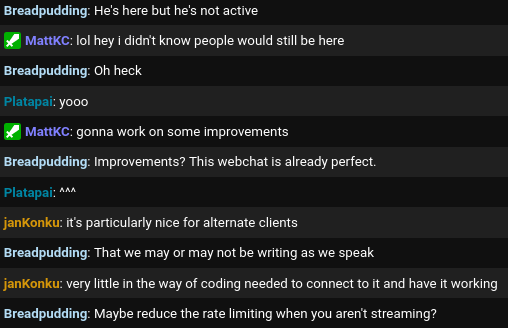 Breadpudding: He's here but he's not active
MattKC: lol hey i didn't know people would still be here
Breadpudding: Oh heck
Platapai: yooo
MattKC: gonna work on some improvements
Breadpudding: Improvements? This webchat is already perfect.
Platapai: ^^^
janKonku: it's particularly nice for alternate clients
Breadpudding: That we may or may not be writing as we speak
janKonku: very little in the way of coding needed to connect to it and have it working
Breadpudding: Maybe reduce the rate limiting when you aren't streaming?